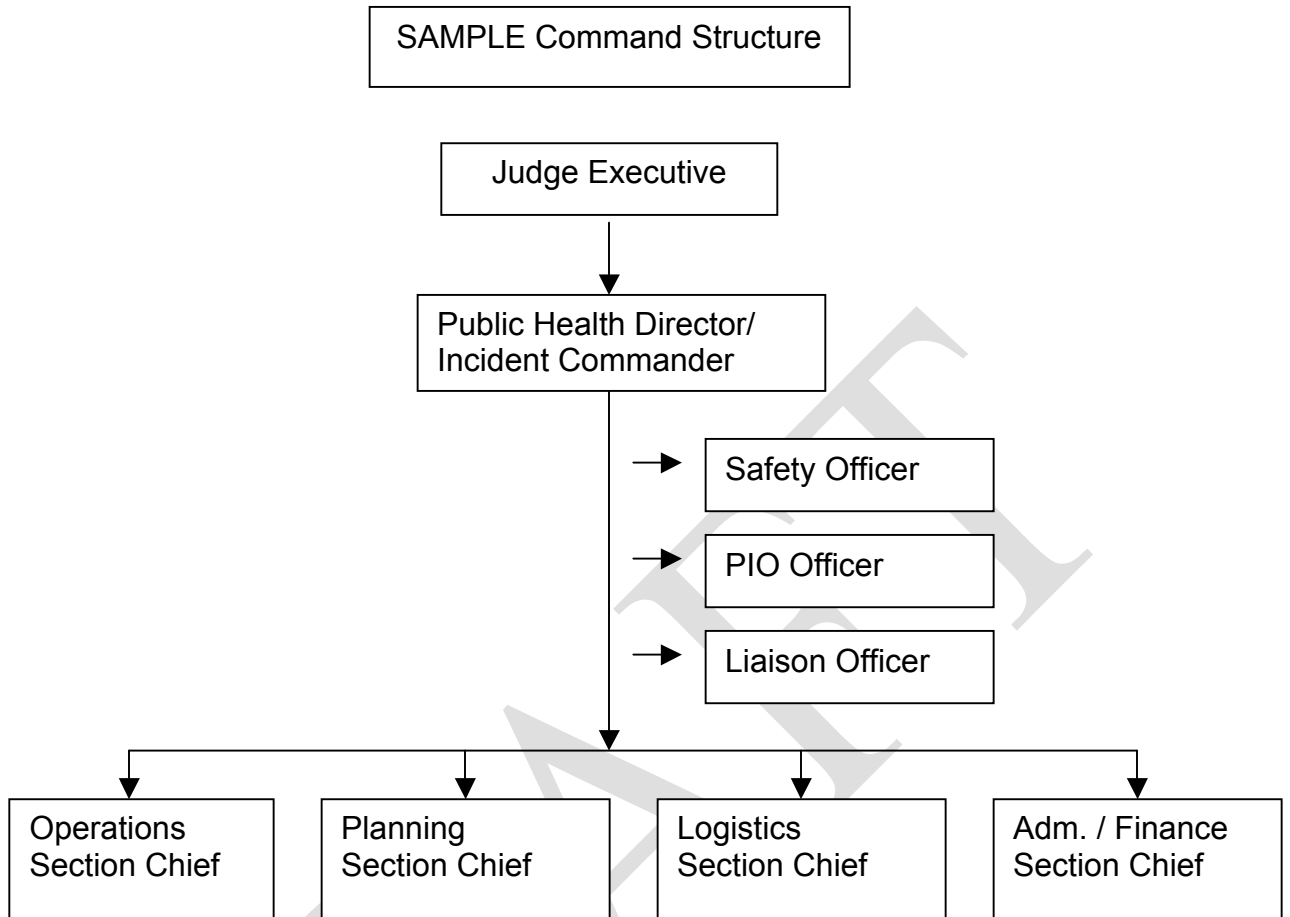 SAMPLE Command Structure
Judge Executive
Public Health Director/
Incident Commander
Safety Officer
PIO Officer
Liaison Officer
Operations
Section Chief
Planning
Section Chief
Logistics
Section Chief
Adm. / Finance
Section Chief